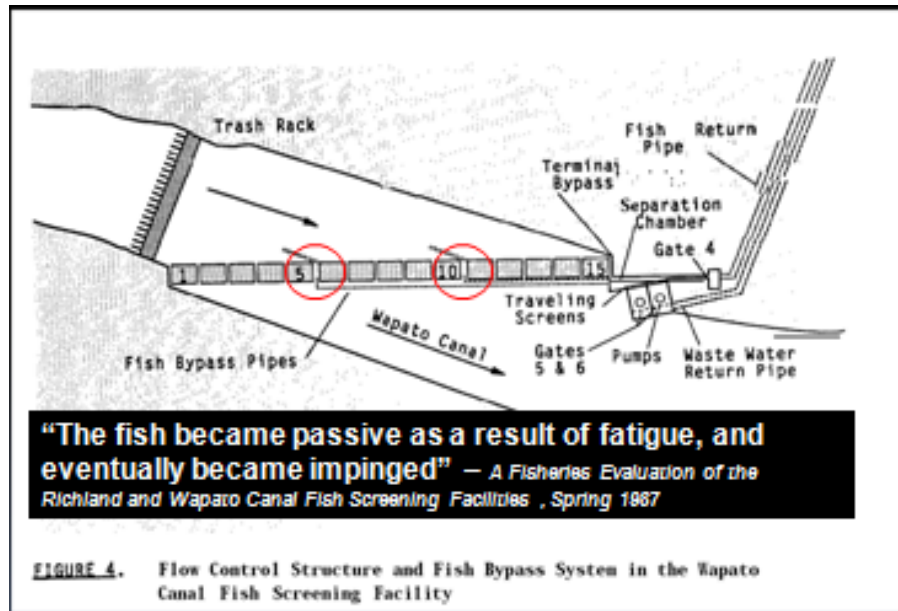 Trash Rack
Fish Return
Pipe
Terminal
Bypass
Separation
Chamber
Gate 4
1
5
10
15
Traveling
Screens
Wapato Canal
Fish Bypass Pipes
Gates
5 & 6
Pumps
Waste Water
Return Pipe
“The fish became passive as a result of fatigue, and
eventually became impinged” – A Fisheries Evaluation of the
Richland and Wapato Canal Fish Screening Facilities , Spring 1987
FIGURE 4. Flow Control Structure and Fish Bypass System in the Wapato
Canal Fish Screening Facility